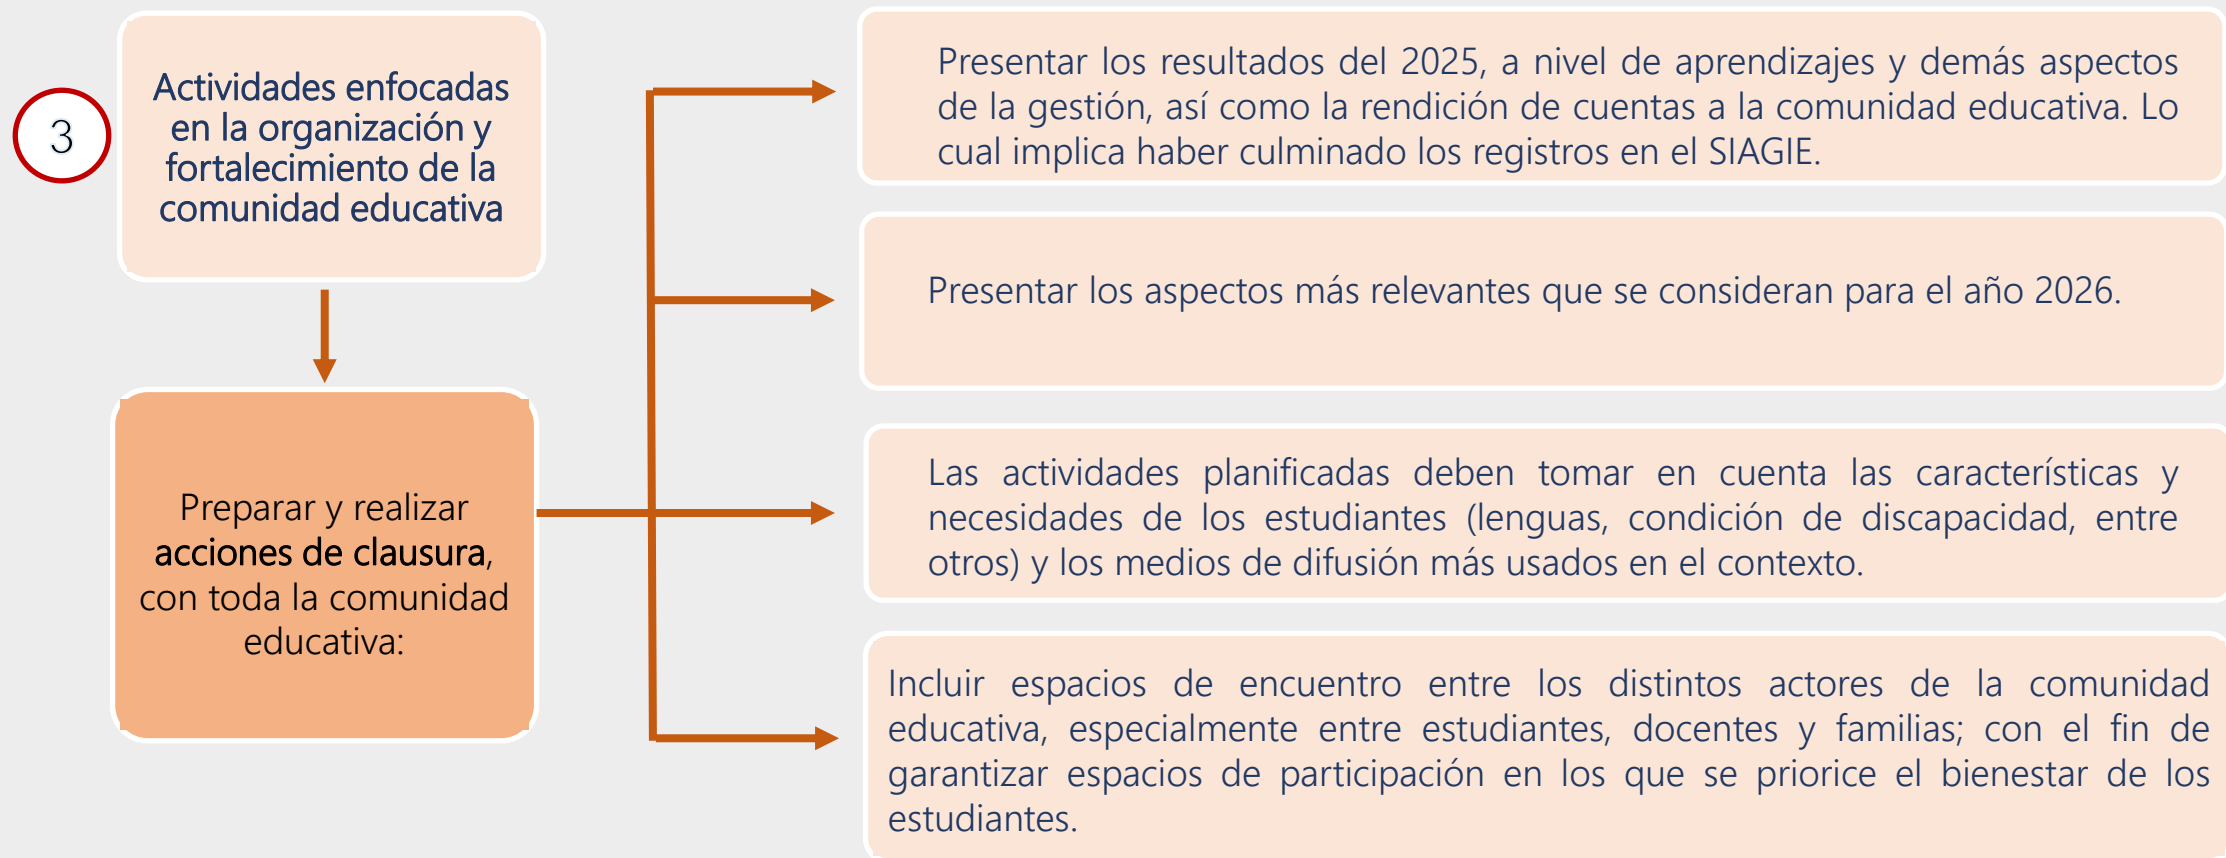 3
Actividades enfocadas
en la organización y
fortalecimiento de la
comunidad educativa
Preparar y realizar
acciones de clausura,
con toda la comunidad
educativa:
Presentar los resultados del 2025, a nivel de aprendizajes y demás aspectos
de la gestión, así como la rendición de cuentas a la comunidad educativa. Lo
cual implica haber culminado los registros en el SIAGIE.
Presentar los aspectos más relevantes que se consideran para el año 2026.
Las actividades planificadas deben tomar en cuenta las características y
necesidades de los estudiantes (lenguas, condición de discapacidad, entre
otros) y los medios de difusión más usados en el contexto.
Incluir espacios de encuentro entre los distintos actores de la comunidad
educativa, especialmente entre estudiantes, docentes y familias; con el fin de
garantizar espacios de participación en los que se priorice el bienestar de los
estudiantes.